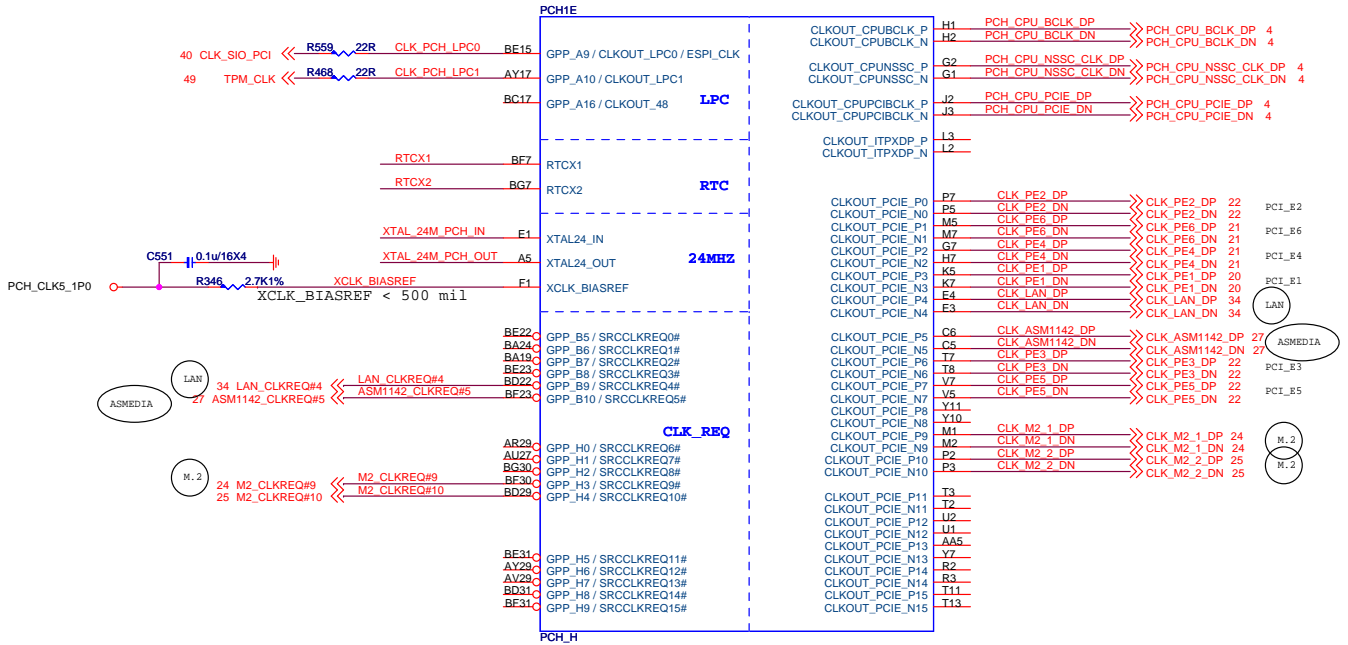 PCH1E
40 CLK_SIO_PCI R559 22R CLK_PCH_LPC0 BE15 GPP_A9 / CLKOUT_LPC0 / ESPI_CLK
49 TPM_CLK R468 22R CLK_PCH_LPC1 AY17 GPP_A10 / CLKOUT_LPC1
BC17 GPP_A16 / CLKOUT_48
LPC
RTCX1 BF7 RTCX1
RTCX2 BG7 RTCX2
RTC
XTAL_24M_PCH_IN E1 XTAL24_IN
XTAL_24M_PCH_OUT A5 XTAL24_OUT
24MHZ
C551 0.1u/16X4
PCH_CLK5_1P0 R346 2.7K1% XCLK_BIASREF F1 XCLK_BIASREF
XCLK_BIASREF < 500 mil
BE22 GPP_B5 / SRCCLKREQ0#
BA24 GPP_B6 / SRCCLKREQ1#
BA19 GPP_B7 / SRCCLKREQ2#
BE23 GPP_B8 / SRCCLKREQ3#
LAN 34 LAN_CLKREQ#4 LAN_CLKREQ#4 BD22 GPP_B9 / SRCCLKREQ4#
ASMEDIA 27 ASM1142_CLKREQ#5 ASM1142_CLKREQ#5 BF23 GPP_B10 / SRCCLKREQ5#
CLK_REQ
AR29 GPP_H0 / SRCCLKREQ6#
AU27 GPP_H1 / SRCCLKREQ7#
BG30 GPP_H2 / SRCCLKREQ8#
M.2
24 M2_CLKREQ#9 M2_CLKREQ#9 BF30 GPP_H3 / SRCCLKREQ9#
25 M2_CLKREQ#10 M2_CLKREQ#10 BD29 GPP_H4 / SRCCLKREQ10#
BE31 GPP_H5 / SRCCLKREQ11#
AY29 GPP_H6 / SRCCLKREQ12#
AV29 GPP_H7 / SRCCLKREQ13#
BD31 GPP_H8 / SRCCLKREQ14#
BF31 GPP_H9 / SRCCLKREQ15#
PCH_H
CLKOUT_CPUBCLK_P H1 PCH_CPU_BCLK_DP PCH_CPU_BCLK_DP 4
CLKOUT_CPUBCLK_N H2 PCH_CPU_BCLK_DN PCH_CPU_BCLK_DN 4
CLKOUT_CPUNSSC_P G2 PCH_CPU_NSSC_CLK_DP PCH_CPU_NSSC_CLK_DP 4
CLKOUT_CPUNSSC_N G1 PCH_CPU_NSSC_CLK_DN PCH_CPU_NSSC_CLK_DN 4
CLKOUT_CPUPCIBCLK_P J2 PCH_CPU_PCIE_DP PCH_CPU_PCIE_DP 4
CLKOUT_CPUPCIBCLK_N J3 PCH_CPU_PCIE_DN PCH_CPU_PCIE_DN 4
CLKOUT_ITPXDP_P L3
CLKOUT_ITPXDP_N L2
CLKOUT_PCIE_P0 P7 CLK_PE2_DP CLK_PE2_DP 22 PCI_E2
CLKOUT_PCIE_N0 P5 CLK_PE2_DN CLK_PE2_DN 22
CLKOUT_PCIE_P1 M5 CLK_PE6_DP CLK_PE6_DP 21 PCI_E6
CLKOUT_PCIE_N1 M7 CLK_PE6_DN CLK_PE6_DN 21
CLKOUT_PCIE_P2 G7 CLK_PE4_DP CLK_PE4_DP 21 PCI_E4
CLKOUT_PCIE_N2 H7 CLK_PE4_DN CLK_PE4_DN 21
CLKOUT_PCIE_P3 K5 CLK_PE1_DP CLK_PE1_DP 20 PCI_E1
CLKOUT_PCIE_N3 K7 CLK_PE1_DN CLK_PE1_DN 20
CLKOUT_PCIE_P4 E4 CLK_LAN_DP CLK_LAN_DP 34 LAN
CLKOUT_PCIE_N4 E3 CLK_LAN_DN CLK_LAN_DN 34
CLKOUT_PCIE_P5 C6 CLK_ASM1142_DP CLK_ASM1142_DP 27 ASMEDIA
CLKOUT_PCIE_N5 C5 CLK_ASM1142_DN CLK_ASM1142_DN 27
CLKOUT_PCIE_P6 T7 CLK_PE3_DP CLK_PE3_DP 22 PCI_E3
CLKOUT_PCIE_N6 T8 CLK_PE3_DN CLK_PE3_DN 22
CLKOUT_PCIE_P7 V7 CLK_PE5_DP CLK_PE5_DP 22 PCI_E5
CLKOUT_PCIE_N7 V5 CLK_PE5_DN CLK_PE5_DN 22
CLKOUT_PCIE_P8 Y11
CLKOUT_PCIE_N8 Y10
CLKOUT_PCIE_P9 M1 CLK_M2_1_DP CLK_M2_1_DP 24 M.2
CLKOUT_PCIE_N9 M2 CLK_M2_1_DN CLK_M2_1_DN 24
CLKOUT_PCIE_P10 P2 CLK_M2_2_DP CLK_M2_2_DP 25 M.2
CLKOUT_PCIE_N10 P3 CLK_M2_2_DN CLK_M2_2_DN 25
CLKOUT_PCIE_P11 T3
CLKOUT_PCIE_N11 T2
CLKOUT_PCIE_P12 U2
CLKOUT_PCIE_N12 U1
CLKOUT_PCIE_P13 AA5
CLKOUT_PCIE_N13 Y7
CLKOUT_PCIE_P14 R2
CLKOUT_PCIE_N14 R3
CLKOUT_PCIE_P15 T11
CLKOUT_PCIE_N15 T13